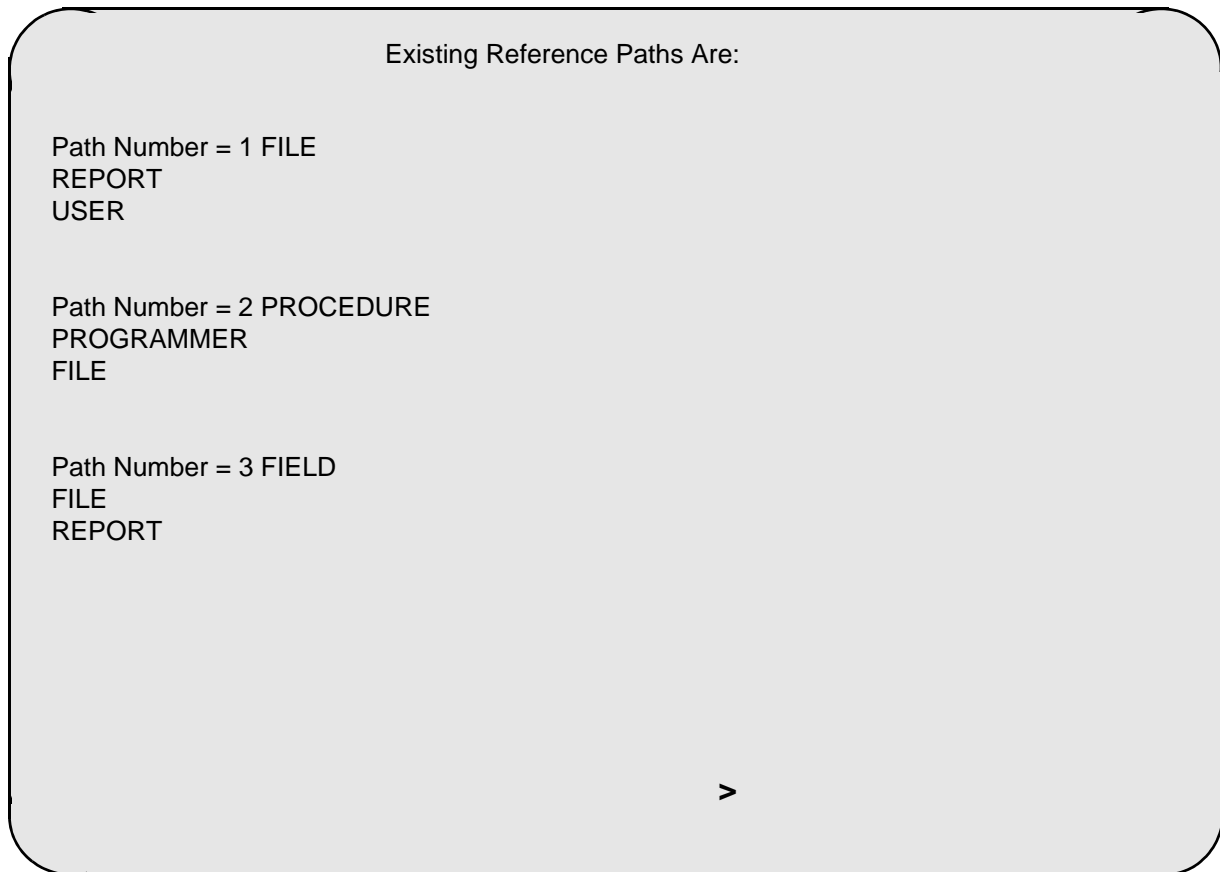 Existing Reference Paths Are:
Path Number = 1 FILE
REPORT
USER
Path Number = 2 PROCEDURE
PROGRAMMER
FILE
Path Number = 3 FIELD
FILE
REPORT
>